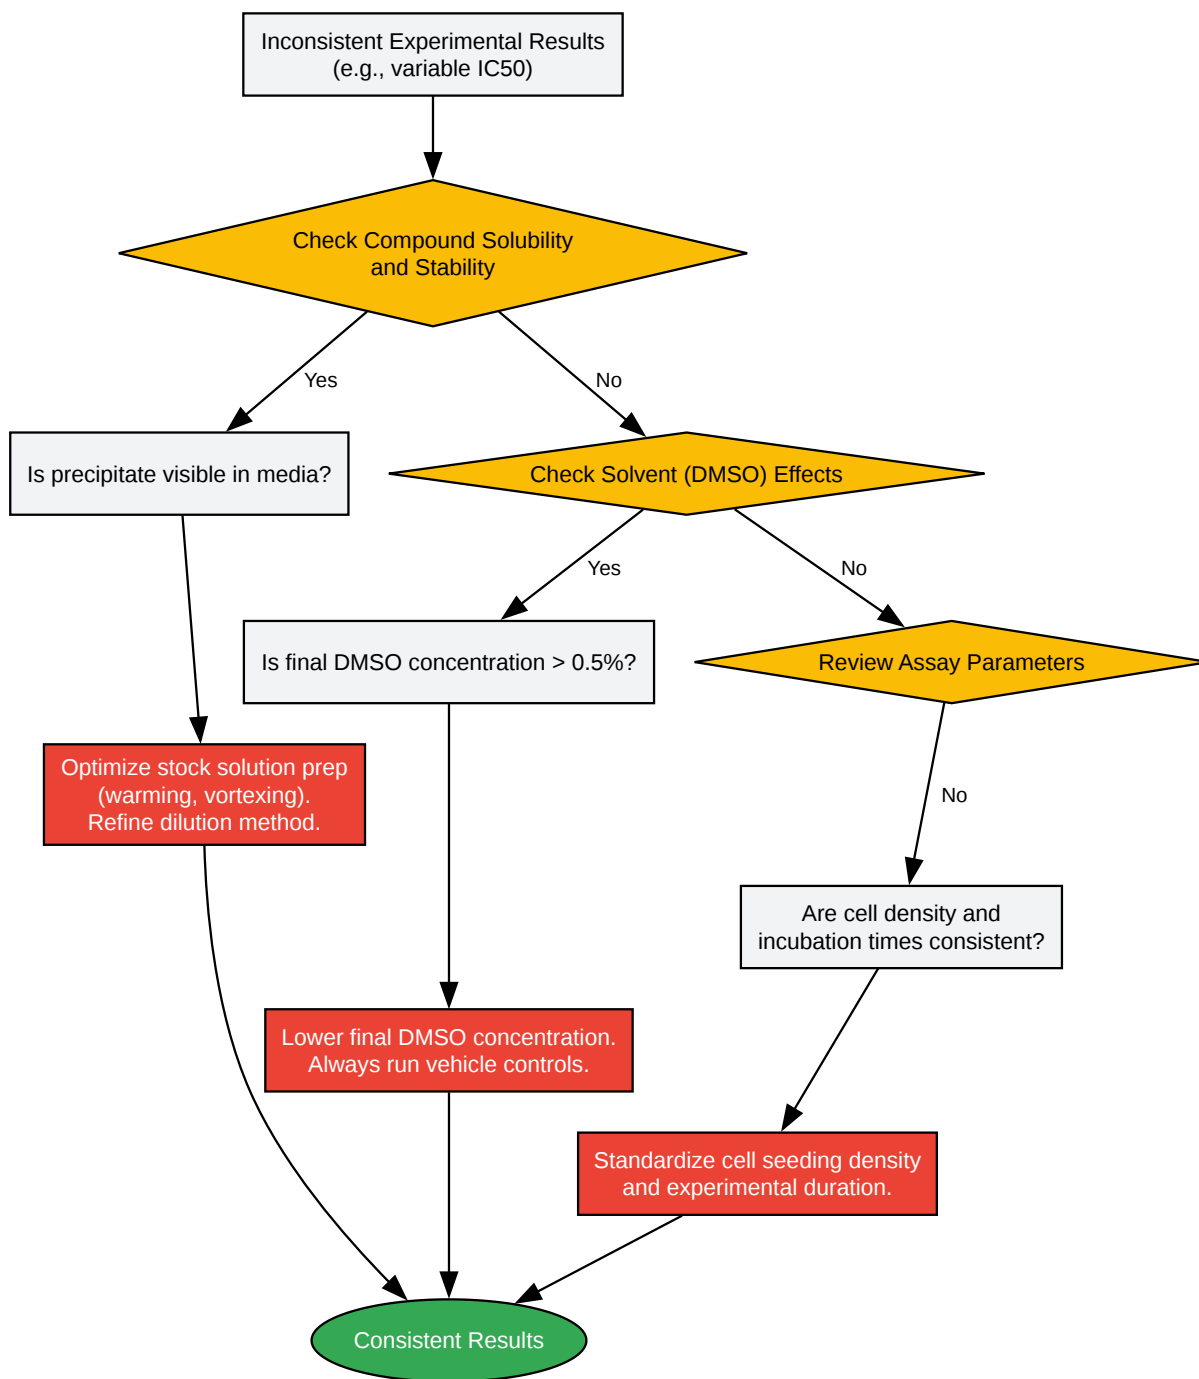 Inconsistent Experimental Results
(e.g., variable IC50)
Check Compound Solubility
and Stability
Yes
No
Is precipitate visible in media?
Check Solvent (DMSO) Effects
Yes
No
Is final DMSO concentration > 0.5%?
Review Assay Parameters
Optimize stock solution prep
(warming, vortexing).
Refine dilution method.
No
Are cell density and
incubation times consistent?
Lower final DMSO concentration.
Always run vehicle controls.
Standardize cell seeding density
and experimental duration.
Consistent Results